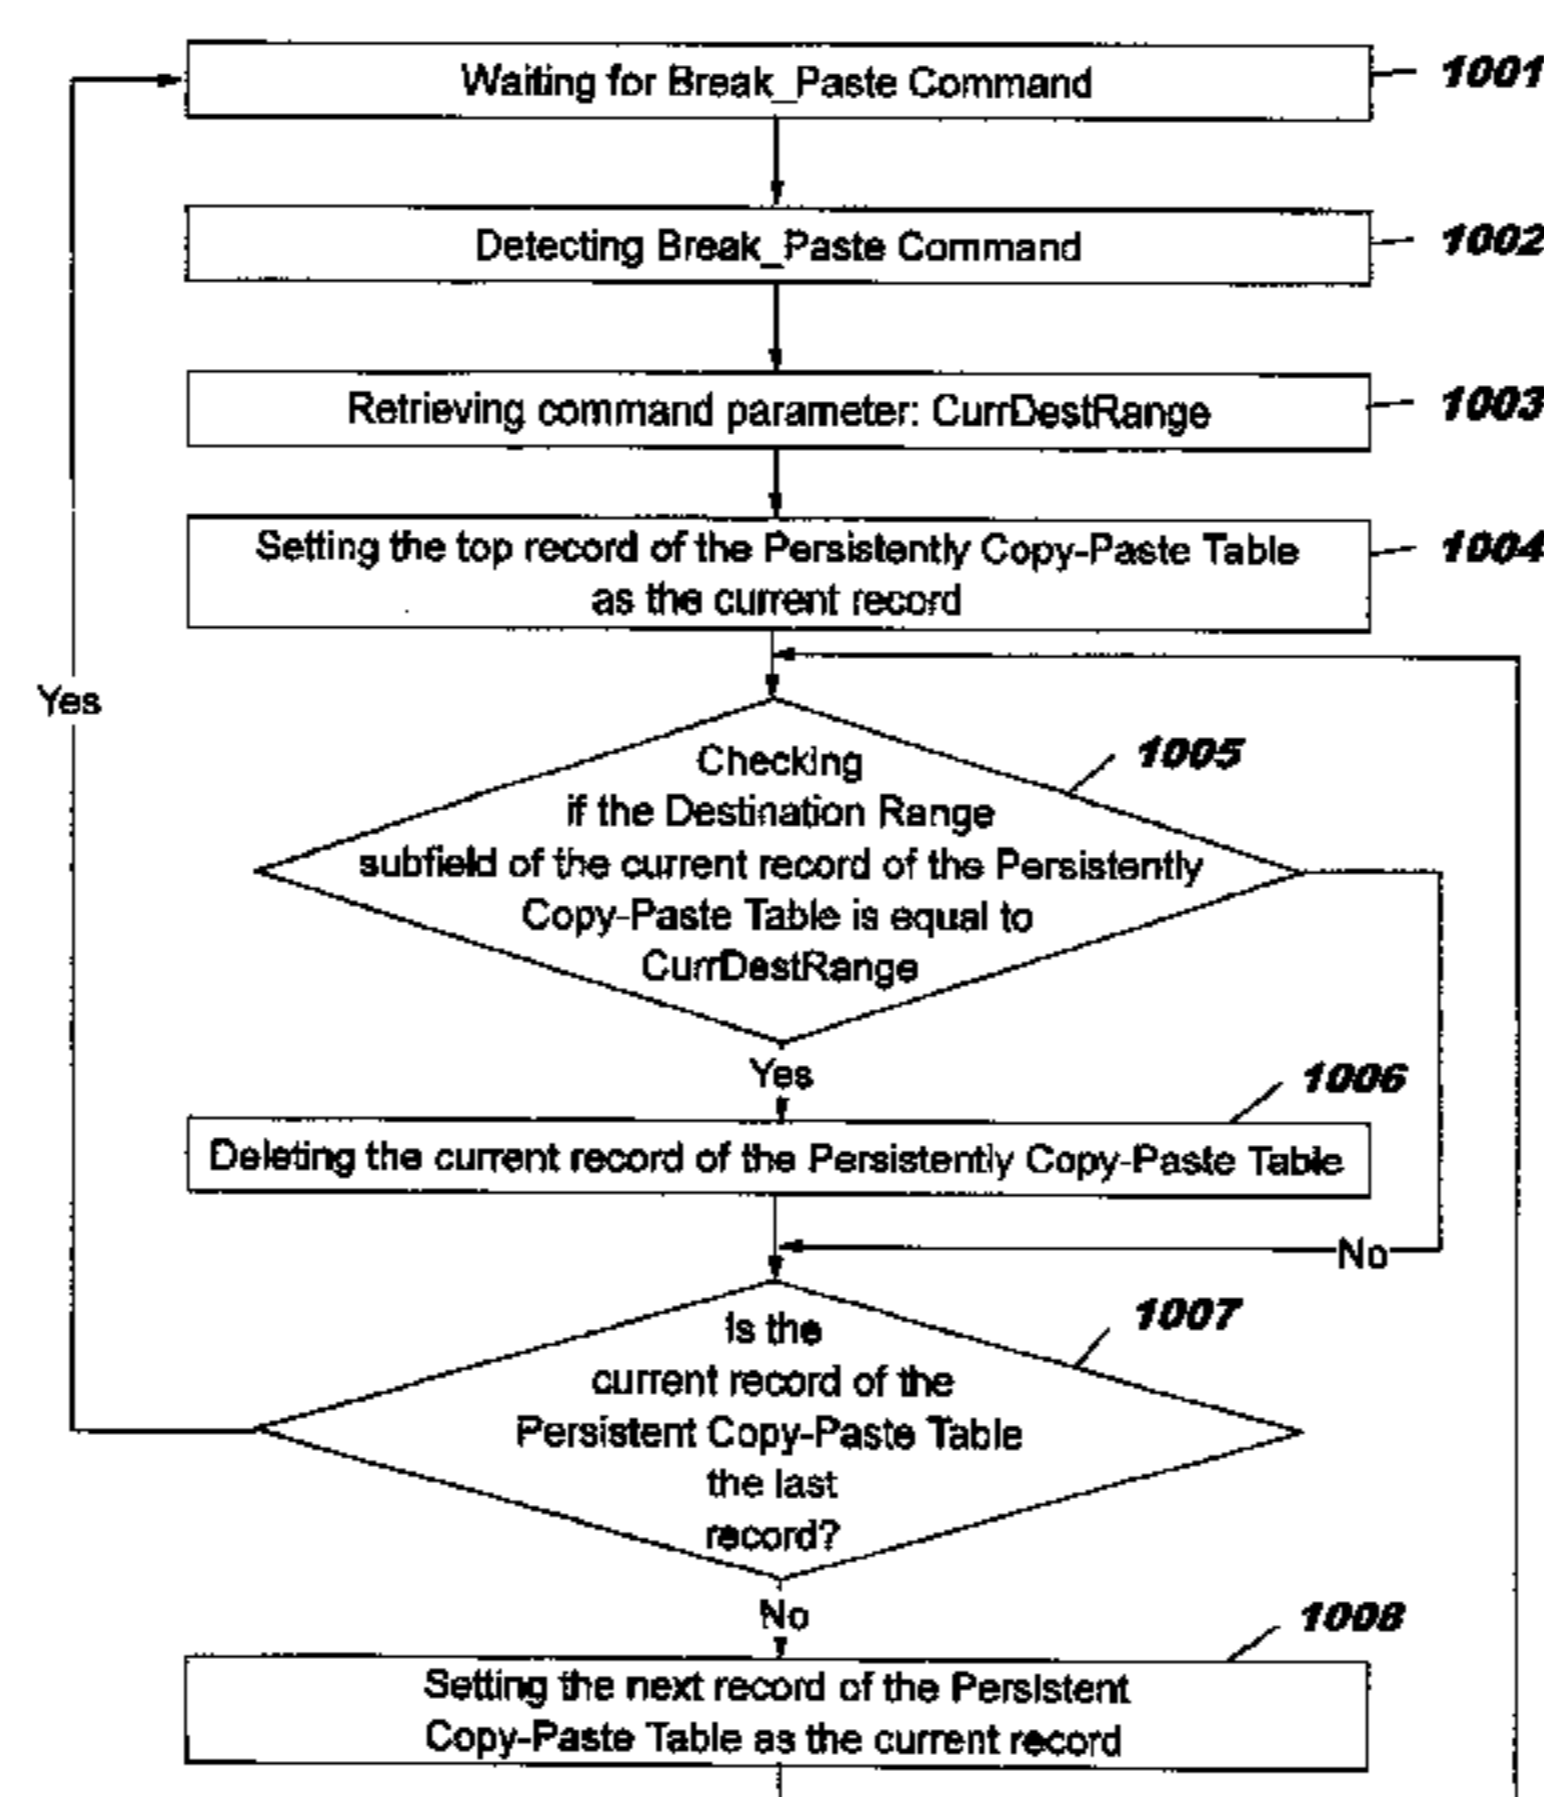 Waiting for Break_Paste Command
1001
Detecting Break_Paste Command
1002
Retrieving command parameter: CurrDestRange
1003
Setting the top record of the Persistently Copy-Paste Table
as the current record
1004
Yes
Checking
if the Destination Range
subfield of the current record of the Persistently
Copy-Paste Table is equal to
CurrDestRange
1005
Yes
1006
Deleting the current record of the Persistently Copy-Paste Table
No
1007
Is the
current record of the
Persistent Copy-Paste Table
the last
record?
No
1008
Setting the next record of the Persistent
Copy-Paste Table as the current record